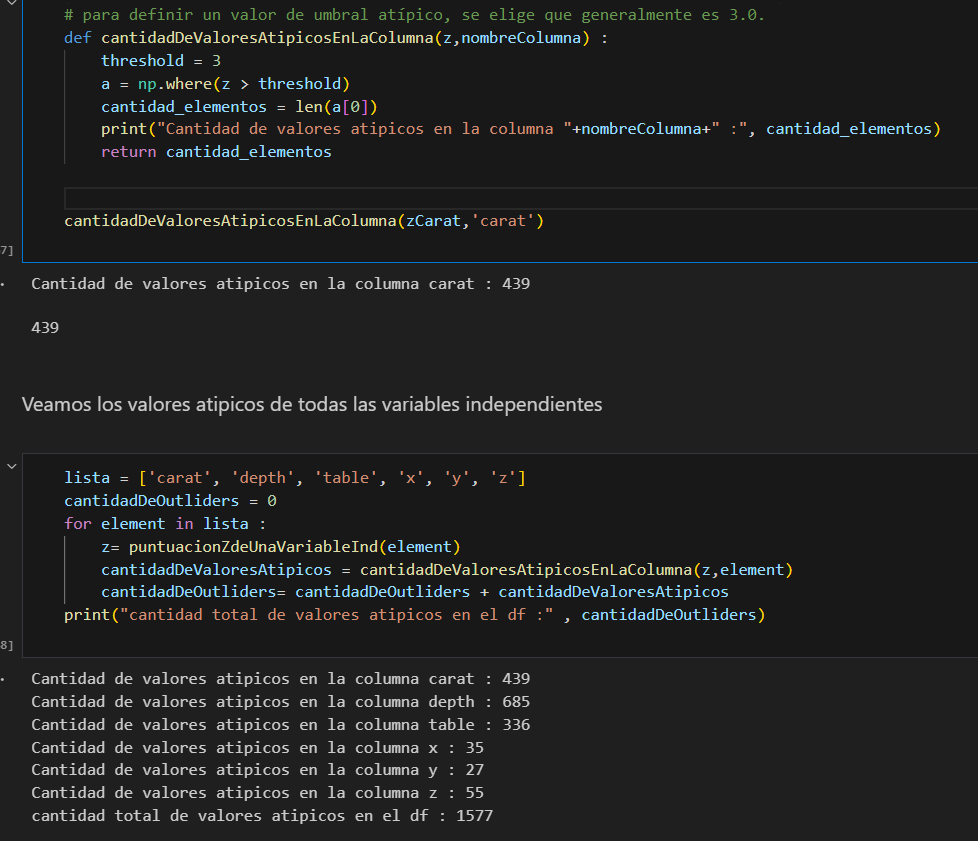 # para definir un valor de umbral atípico, se elige que generalmente es 3.0.
def cantidadDeValoresAtipicosEnLaColumna(z,nombreColumna) :
threshold = 3
a = np.where(z > threshold)
cantidad_elementos = len(a[0])
print("Cantidad de valores atipicos en la columna "+nombreColumna+" :", cantidad_elementos)
return cantidad_elementos
cantidadDeValoresAtipicosEnLaColumna(zCarat,'carat')
7]
Cantidad de valores atipicos en la columna carat : 439
439
Veamos los valores atipicos de todas las variables independientes
lista = ['carat', 'depth', 'table', 'x', 'y', 'z']
cantidadDeOutliders = 0
for element in lista :
z= puntuacionZdeUnaVariableInd(element)
cantidadDeValoresAtipicos = cantidadDeValoresAtipicosEnLaColumna(z,element)
cantidadDeOutliders= cantidadDeOutliders + cantidadDeValoresAtipicos
print("cantidad total de valores atipicos en el df :" , cantidadDeOutliders)
8]
Cantidad de valores atipicos en la columna carat : 439
Cantidad de valores atipicos en la columna depth : 685
Cantidad de valores atipicos en la columna table : 336
Cantidad de valores atipicos en la columna x : 35
Cantidad de valores atipicos en la columna y : 27
Cantidad de valores atipicos en la columna z : 55
cantidad total de valores atipicos en el df : 1577